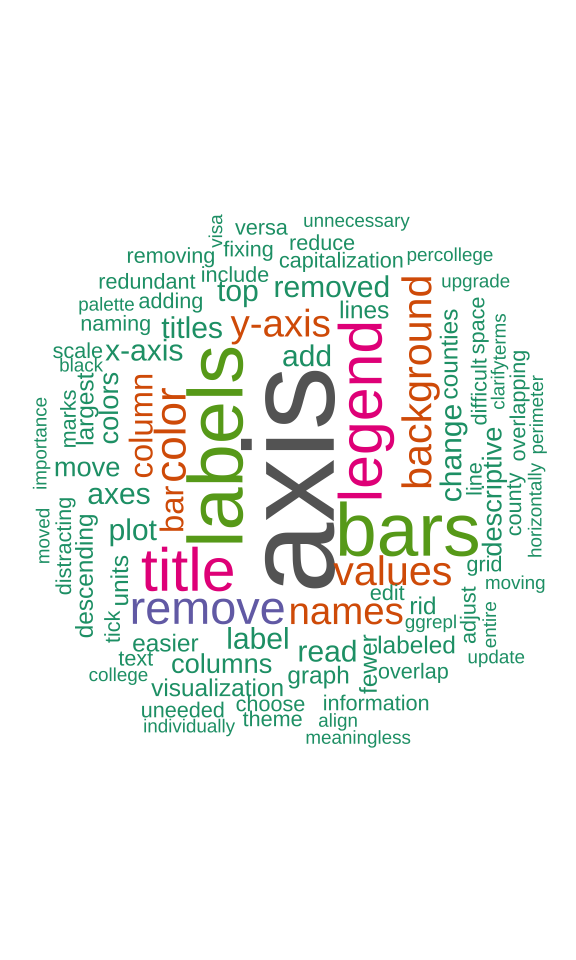 visa
versa
unnecessary
removing
fixing
reduce
capitalization
percollege
redundant
include
top
removed
upgrade
palette
adding
lines
naming
titles
y-axis
scale
x-axis
black
add
labels
axis
legend
background
counties
difficult
space
clarifyterms
overlapping
perimeter
importance
marks
largest
colors
column
color
bar
move
axes
change
line
descriptive
county
horizontally
moved
distracting
descending
units
plot
bars
title
values
grid
moving
remove
names
edit
rid
ggrepl
adjust
entire
tick
easier
label
read
fewer
labeled
update
text
columns
graph
overlap
college
visualization
choose
information
uneeded
theme
align
individually
meaningless